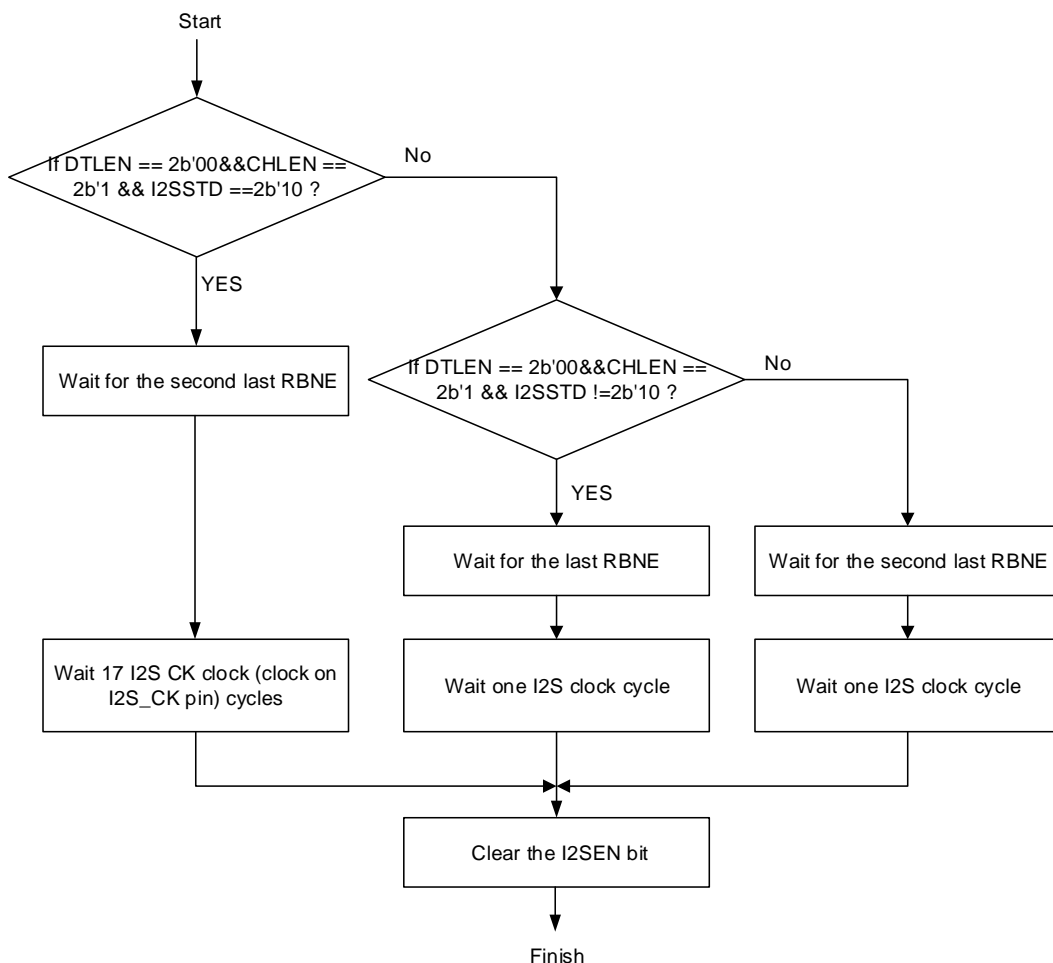 Start
If DTLEN == 2b'00&&CHLEN ==
2b'1 && I2SSTD ==2b'10 ?
No
YES
Wait for the second last RBNE
If DTLEN == 2b'00&&CHLEN ==
2b'1 && I2SSTD !=2b'10 ?
No
YES
Wait for the last RBNE
Wait for the second last RBNE
Wait 17 I2S CK clock (clock on
I2S_CK pin) cycles
Wait one I2S clock cycle
Wait one I2S clock cycle
Clear the I2SEN bit
Finish